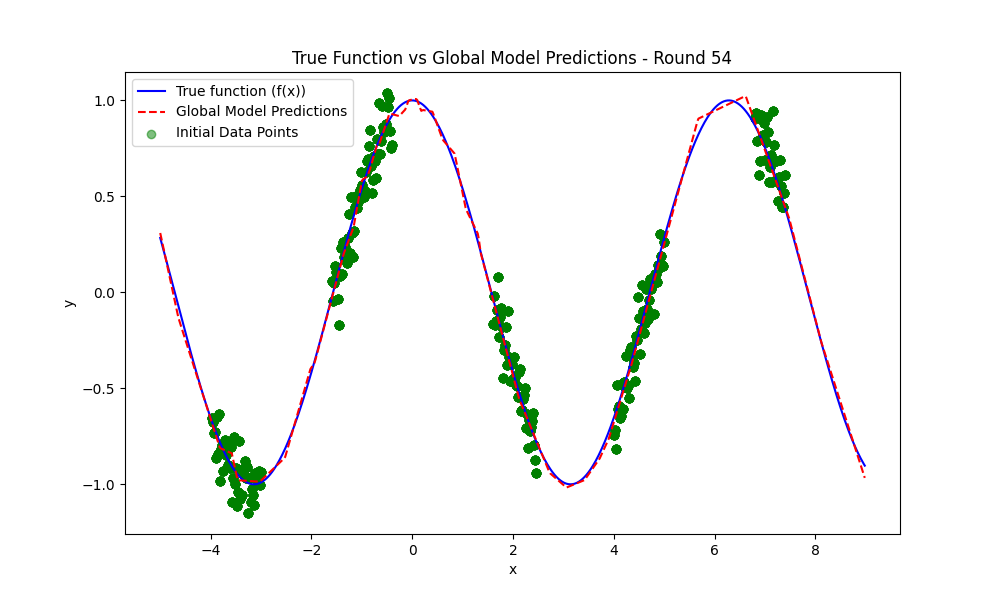 True Function vs Global Model Predictions - Round 54
True function (f(x))
Global Model Predictions
Initial Data Points
1.0
0.5
0.0
−0.5
−1.0
y
−4 −2 0 2 4 6 8
x